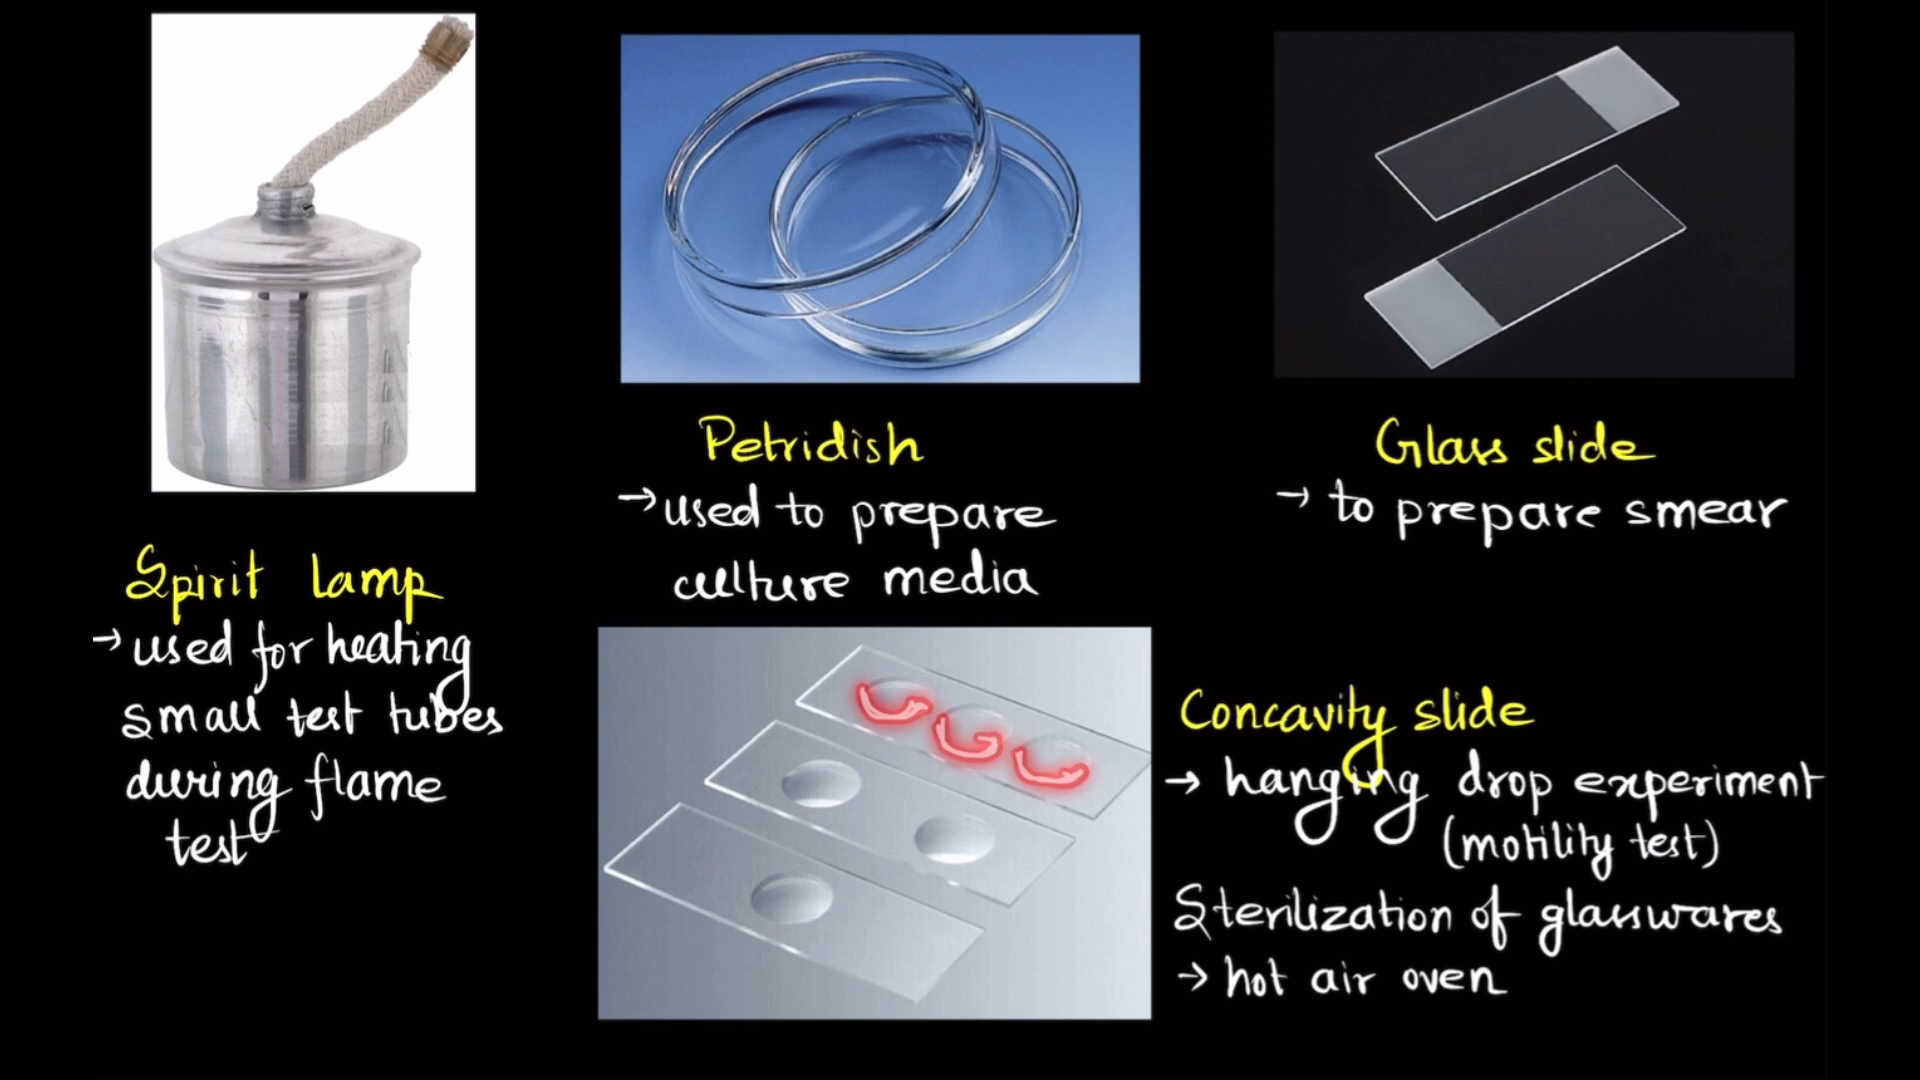 Spirit lamp
→ used for heating
small test tubes
during flame
test
Petridish
→ used to prepare
culture media
Glass slide
→ to prepare smear
Concavity slide
→ hanging drop experiment
(motility test)
Sterilization of glasswares
→ hot air oven